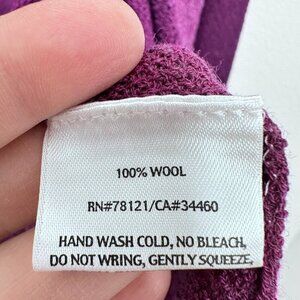 100% WOOL
RN#78121/CA#34460
HAND WASH COLD, NO BLEACH,
DO NOT WRING, GENTLY SQUEEZE,